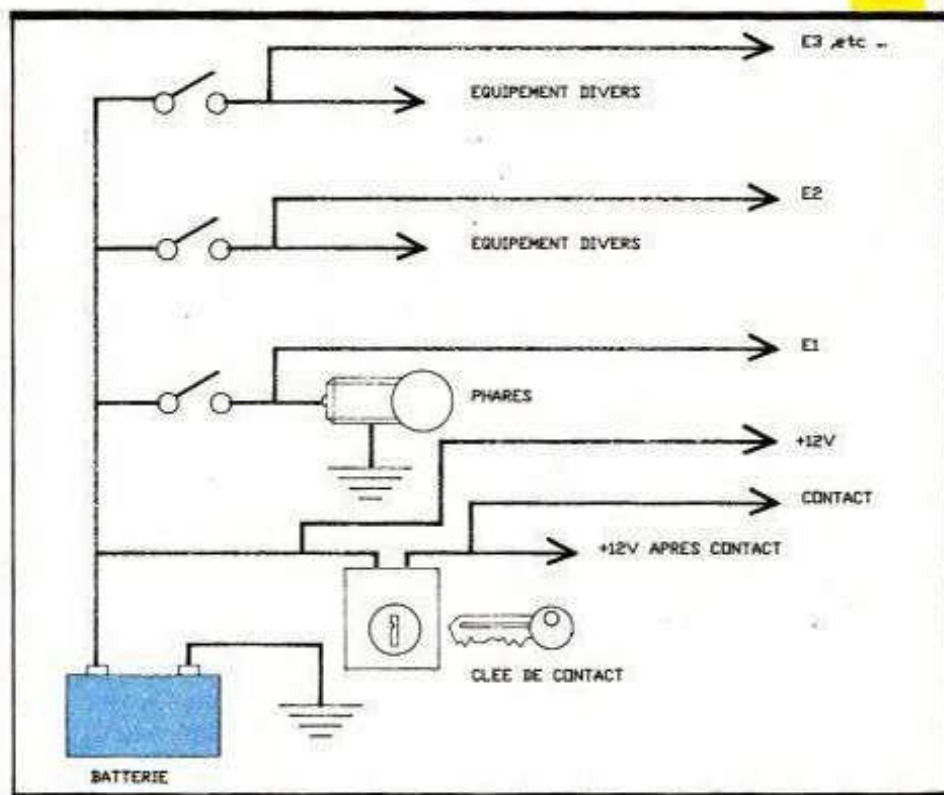 E3 ,etc ..
EQUIPEMENT DIVERS
E2
EQUIPEMENT DIVERS
E1
PHARES
+12V
CONTACT
+12V APRES CONTACT
CLEE DE CONTACT
BATTERIE